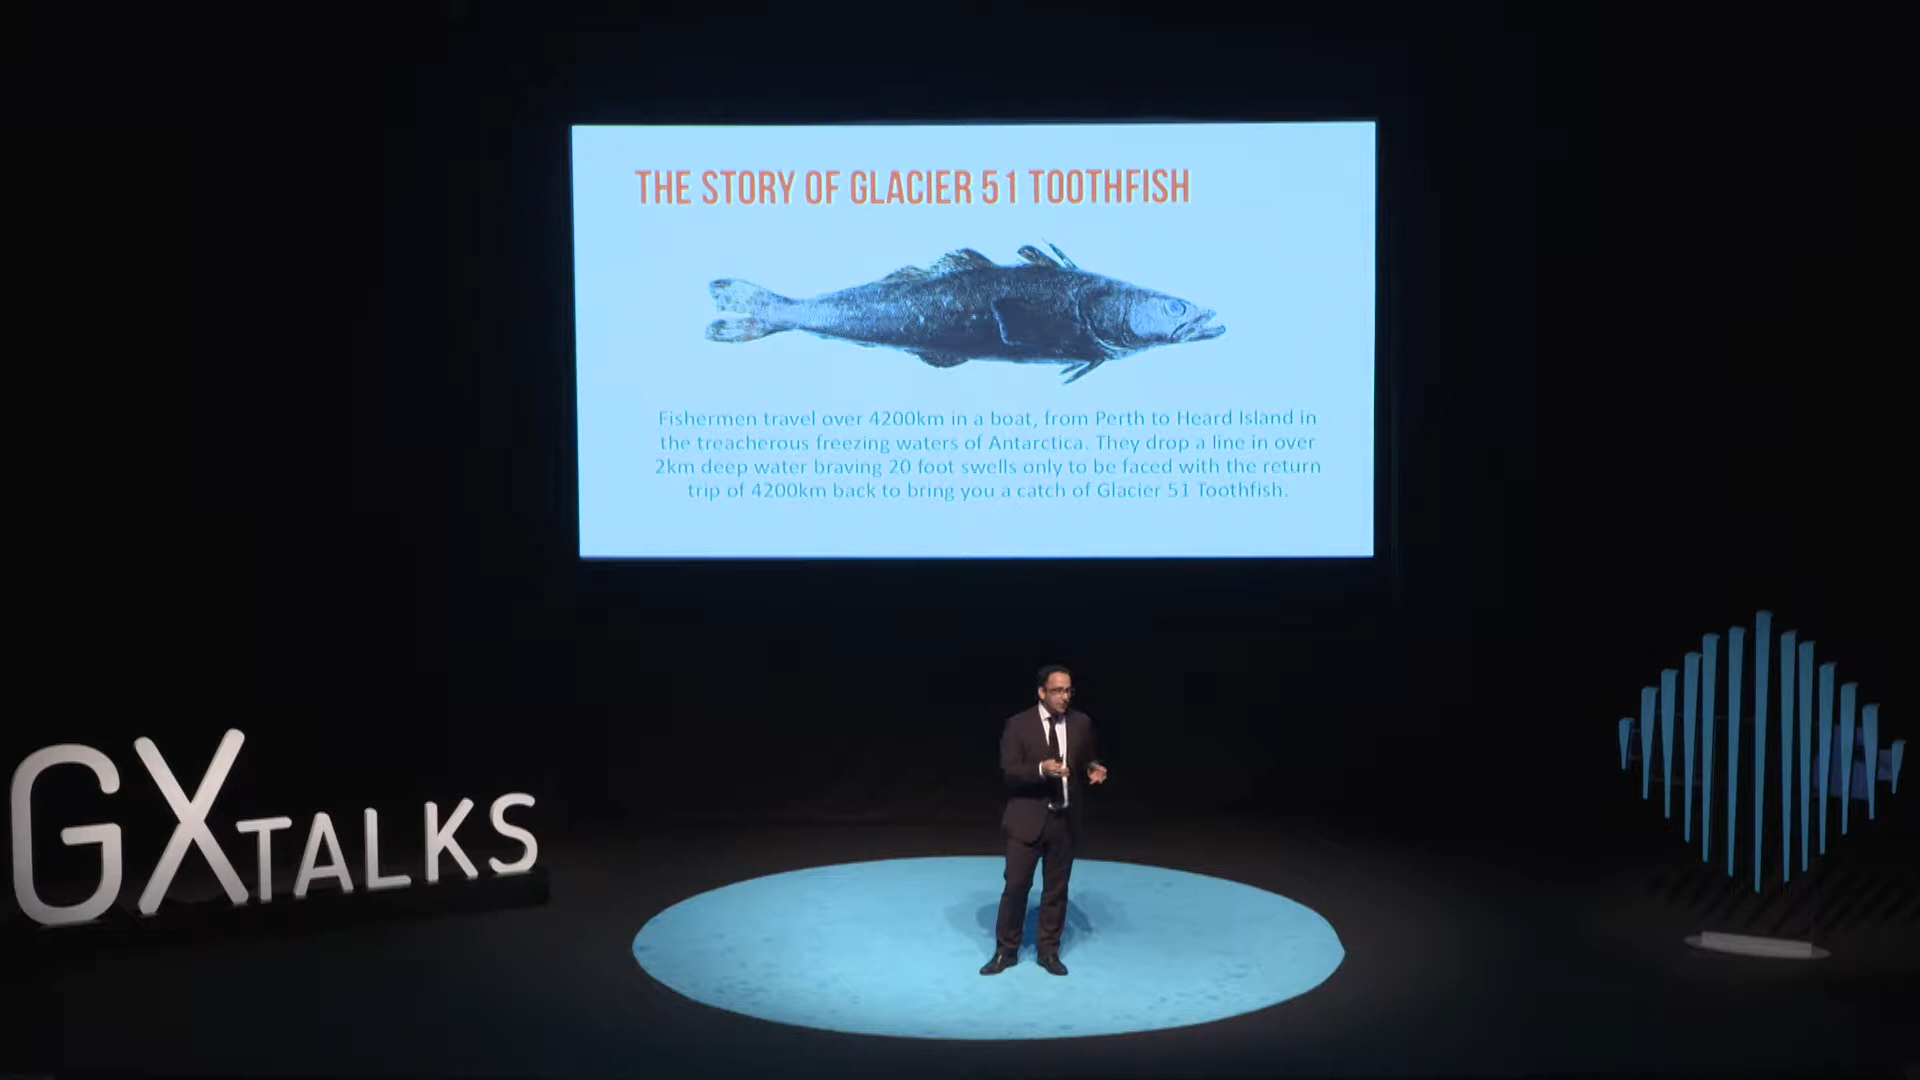 THE STORY OF GLACIER 51 TOOTHFISH
Fishermen travel over 4200km in a boat, from Perth to Heard Island in
the treacherous freezing waters of Antarctica. They drop a line in over
2km deep water braving 20 foot swells only to be faced with the return
trip of 4200km back to bring you a catch of Glacier 51 Toothfish.
GXTALKS